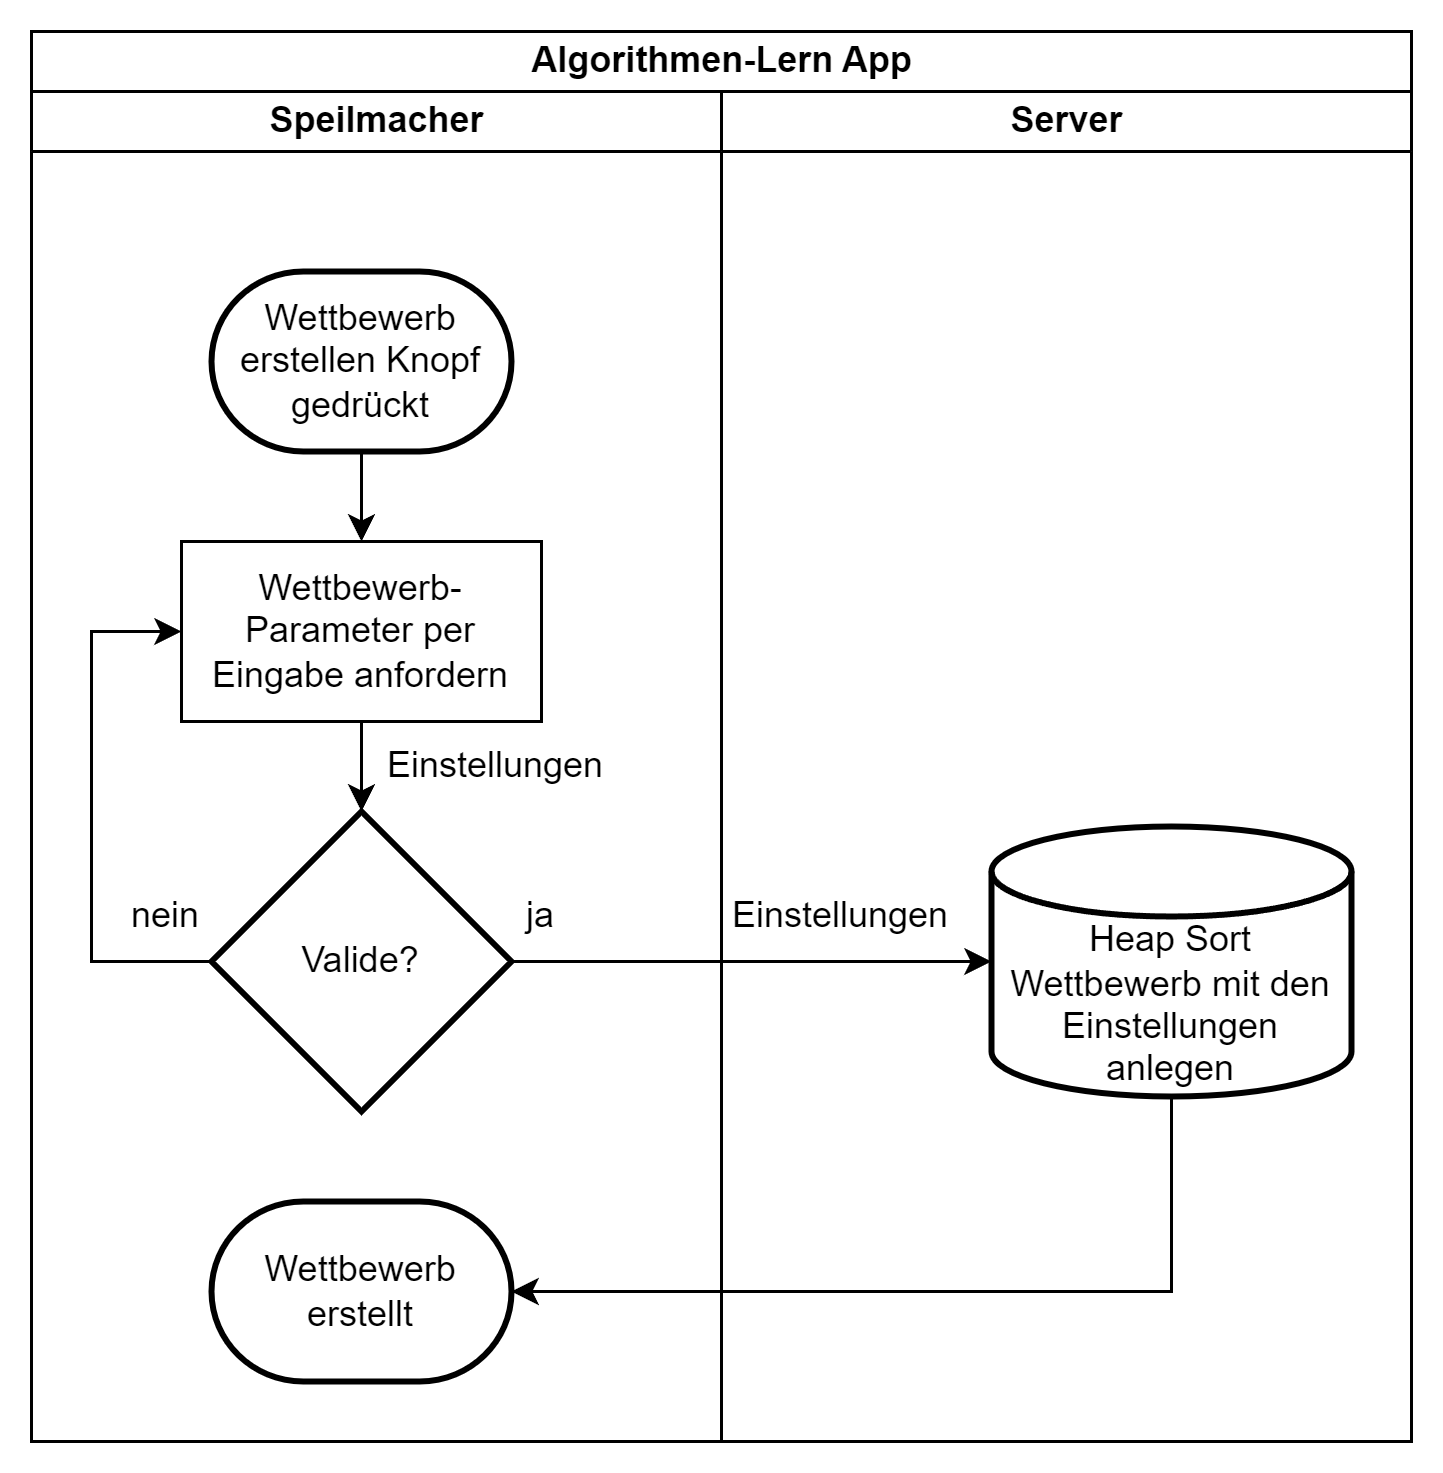 Algorithmen-Lern App
Speilmacher
Server
Wettbewerb
erstellen Knopf
gedrückt
Wettbewerb-
Parameter per
Eingabe anfordern
Einstellungen
nein
Valide?
ja
Einstellungen
Heap Sort
Wettbewerb mit den
Einstellungen
anlegen
Wettbewerb
erstellt